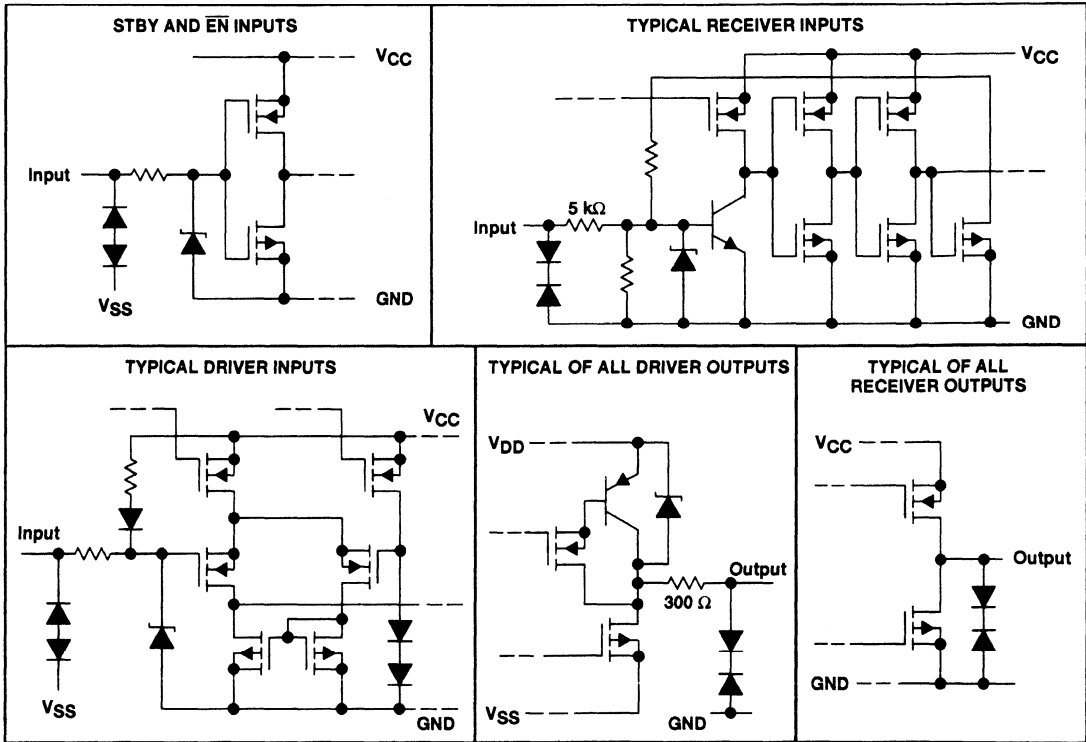 STBY AND E̅N̅ INPUTS
VCC
Input
VSS
GND
TYPICAL RECEIVER INPUTS
VCC
5 kΩ
Input
GND
TYPICAL DRIVER INPUTS
VCC
Input
VSS
GND
TYPICAL OF ALL DRIVER OUTPUTS
VDD
Output
300 Ω
VSS
GND
TYPICAL OF ALL
RECEIVER OUTPUTS
VCC
Output
GND